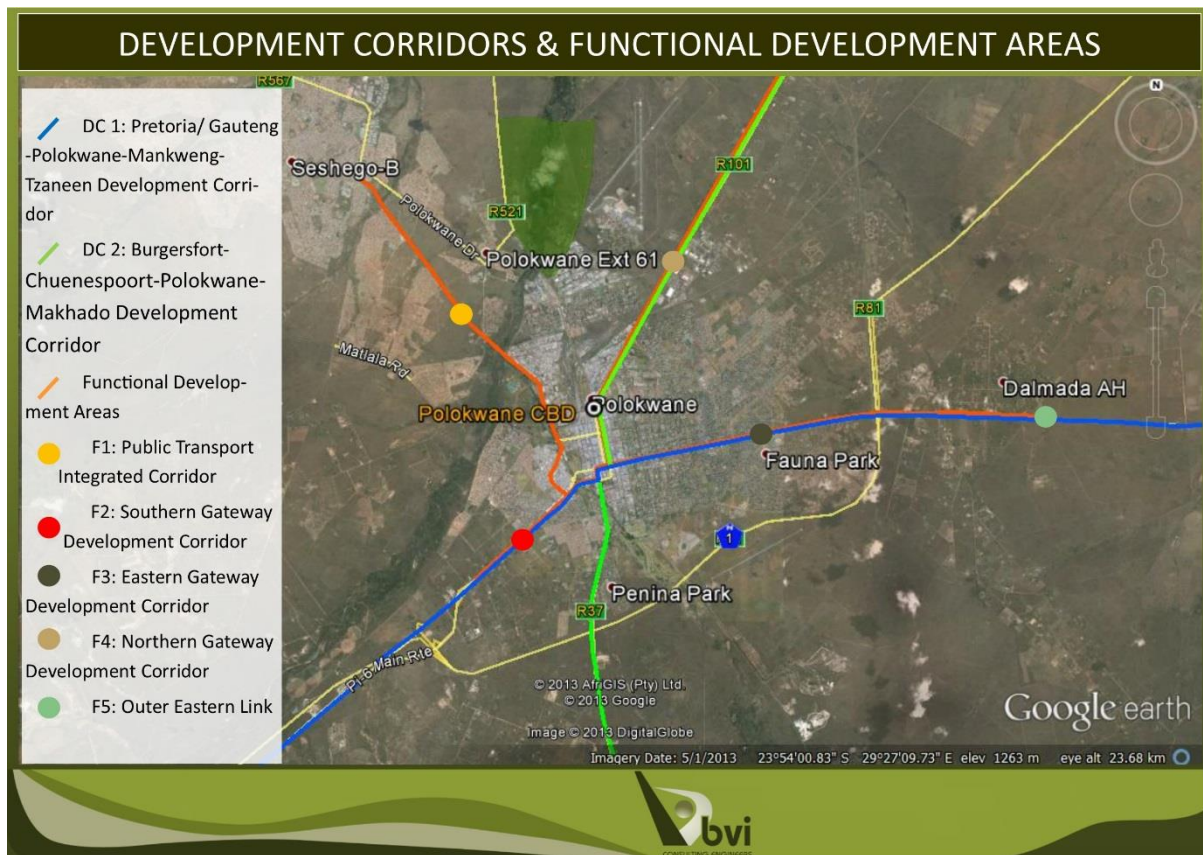 DEVELOPMENT CORRIDORS & FUNCTIONAL DEVELOPMENT AREAS
DC 1: Pretoria/ Gauteng
-Polokwane-Mankweng-
Tzaneen Development Corri-
dor
DC 2: Burgersfort-
Chuenespoort-Polokwane-
Makhado Development
Corridor
Functional Develop-
ment Areas
F1: Public Transport
Integrated Corridor
F2: Southern Gateway
Development Corridor
F3: Eastern Gateway
Development Corridor
F4: Northern Gateway
Development Corridor
F5: Outer Eastern Link
R567
N
Seshego-B
R101
Polokwane Dr
R521
Polokwane Ext 61
R81
Matlala Rd
Dalmada AH
Polokwane CBD
Polokwane
Fauna Park
N
1
Penina Park
R37
P1-6 Main Rte
© 2013 AfriGIS (Pty) Ltd.
© 2013 Google
Image © 2013 DigitalGlobe
Google earth
Imagery Date: 5/1/2013 23°54'00.83" S 29°27'09.73" E elev 1263 m eye alt 23.68 km
bvi
CONSULTING ENGINEERS